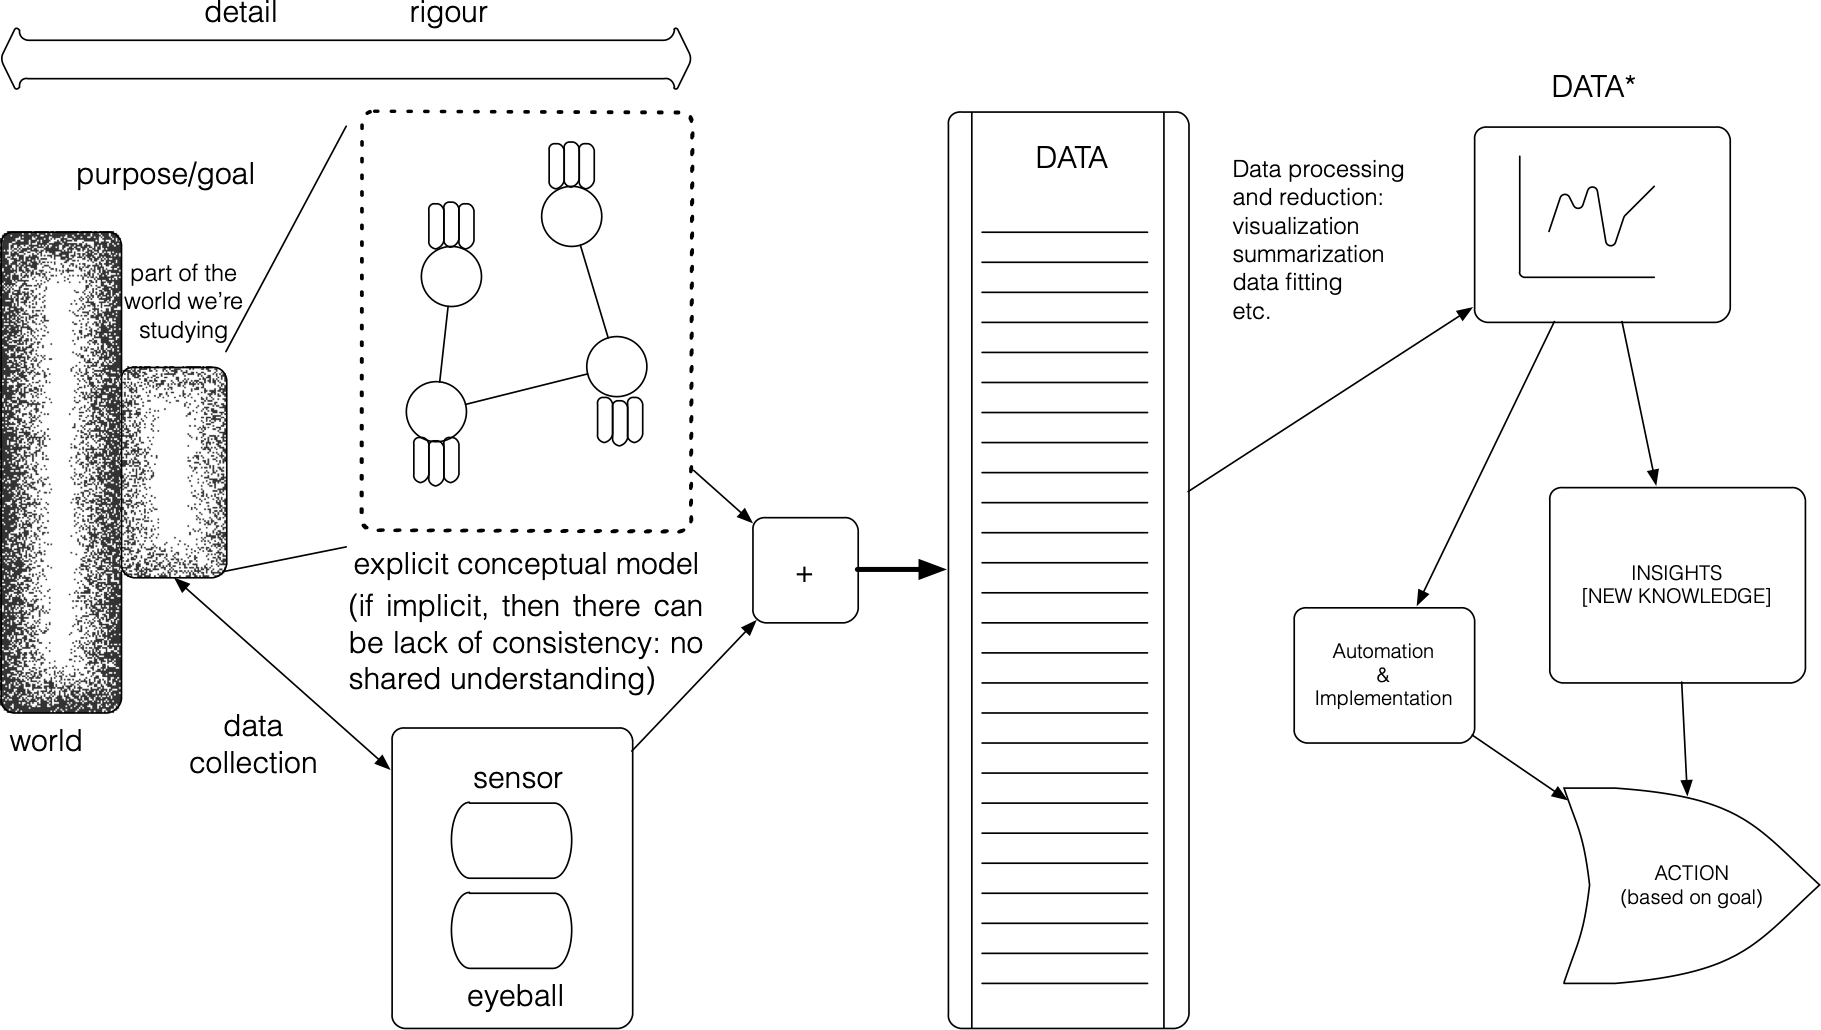 detail
rigour
purpose/goal
part of the
world we're
studying
world
explicit conceptual model
(if implicit, then there can
be lack of consistency: no
shared understanding)
data
collection
sensor
eyeball
+
DATA
Data processing
and reduction:
visualization
summarization
data fitting
etc.
DATA*
Automation
&
Implementation
INSIGHTS
[NEW KNOWLEDGE]
ACTION
(based on goal)